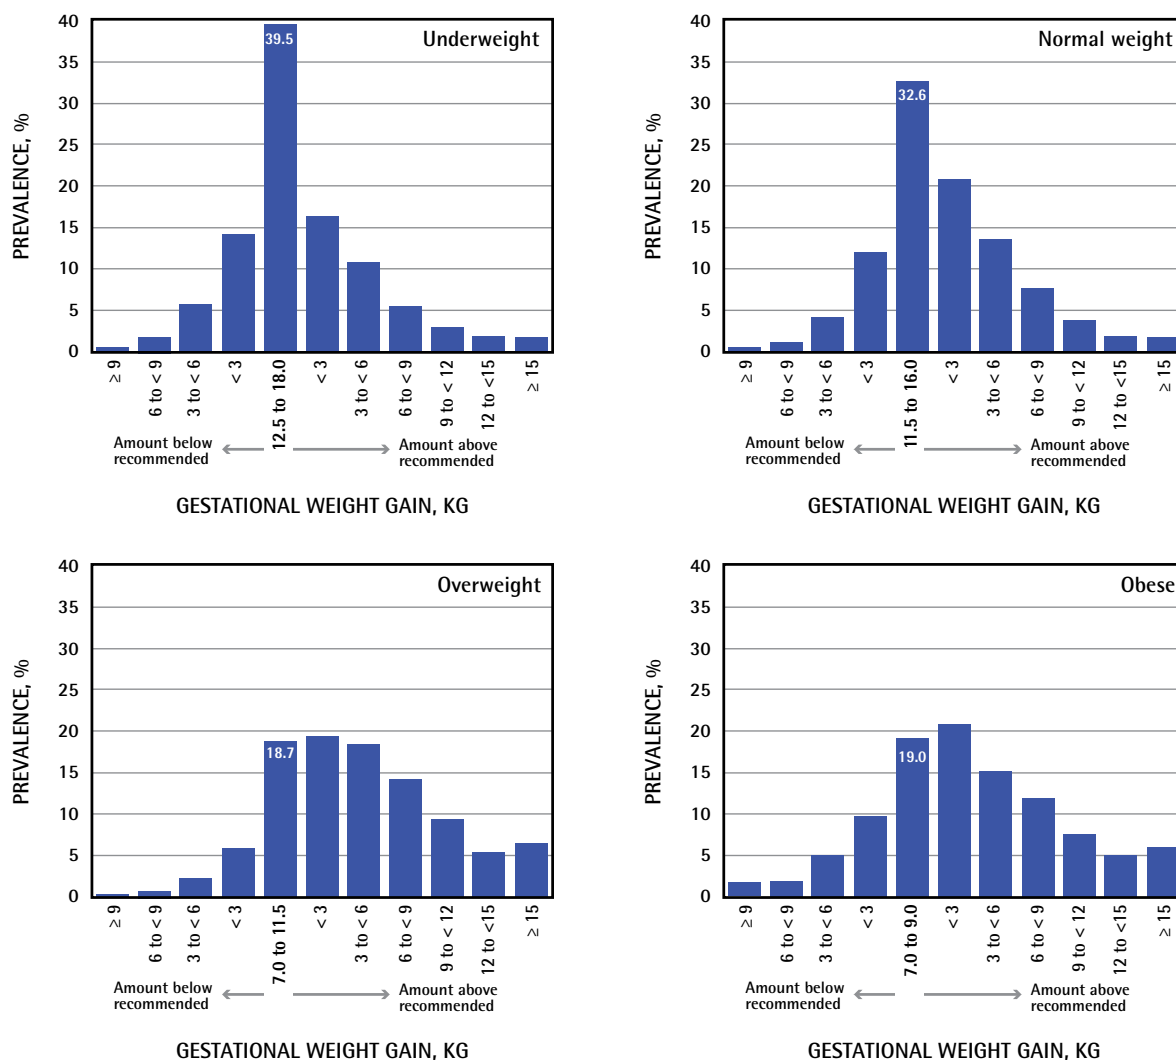 Underweight
PREVALENCE, %
40
35
30
25
20
15
10
5
0
39.5
≥ 9
6 to < 9
3 to < 6
< 3
12.5 to 18.0
< 3
3 to < 6
6 to < 9
9 to < 12
12 to <15
≥ 15
Amount below
recommended
Amount above
recommended
GESTATIONAL WEIGHT GAIN, KG
Normal weight
PREVALENCE, %
40
35
30
25
20
15
10
5
0
32.6
≥ 9
6 to < 9
3 to < 6
< 3
11.5 to 16.0
< 3
3 to < 6
6 to < 9
9 to < 12
12 to <15
≥ 15
Amount below
recommended
Amount above
recommended
GESTATIONAL WEIGHT GAIN, KG
Overweight
PREVALENCE, %
40
35
30
25
20
15
10
5
0
18.7
≥ 9
6 to < 9
3 to < 6
< 3
7.0 to 11.5
< 3
3 to < 6
6 to < 9
9 to < 12
12 to <15
≥ 15
Amount below
recommended
Amount above
recommended
GESTATIONAL WEIGHT GAIN, KG
Obese
PREVALENCE, %
40
35
30
25
20
15
10
5
0
19.0
≥ 9
6 to < 9
3 to < 6
< 3
7.0 to 9.0
< 3
3 to < 6
6 to < 9
9 to < 12
12 to <15
≥ 15
Amount below
recommended
Amount above
recommended
GESTATIONAL WEIGHT GAIN, KG